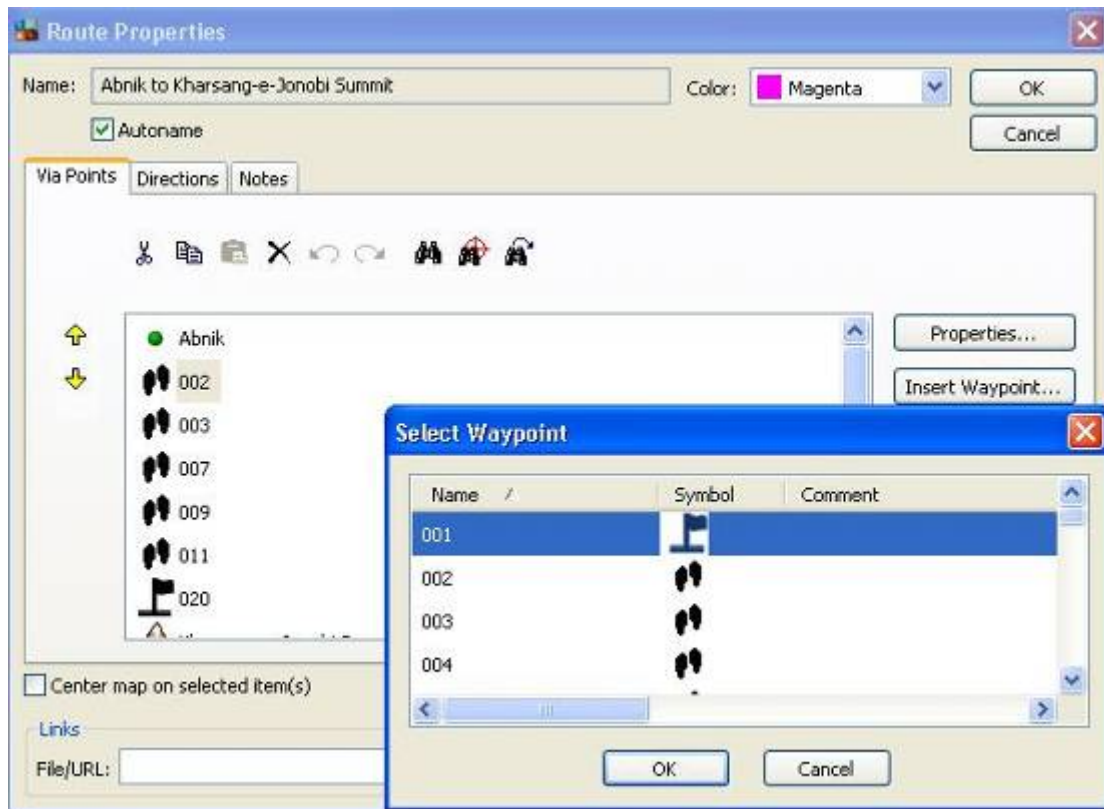 Route Properties
Name: Abnik to Kharsang-e-Jonobi Summit Color: Magenta OK
Autoname Cancel
Via Points Directions Notes
Abnik Properties...
002 Insert Waypoint...
003
007
009
011
020
Select Waypoint
Name / Symbol Comment
001
002
003
004
OK Cancel
Center map on selected item(s)
Links
File/URL: